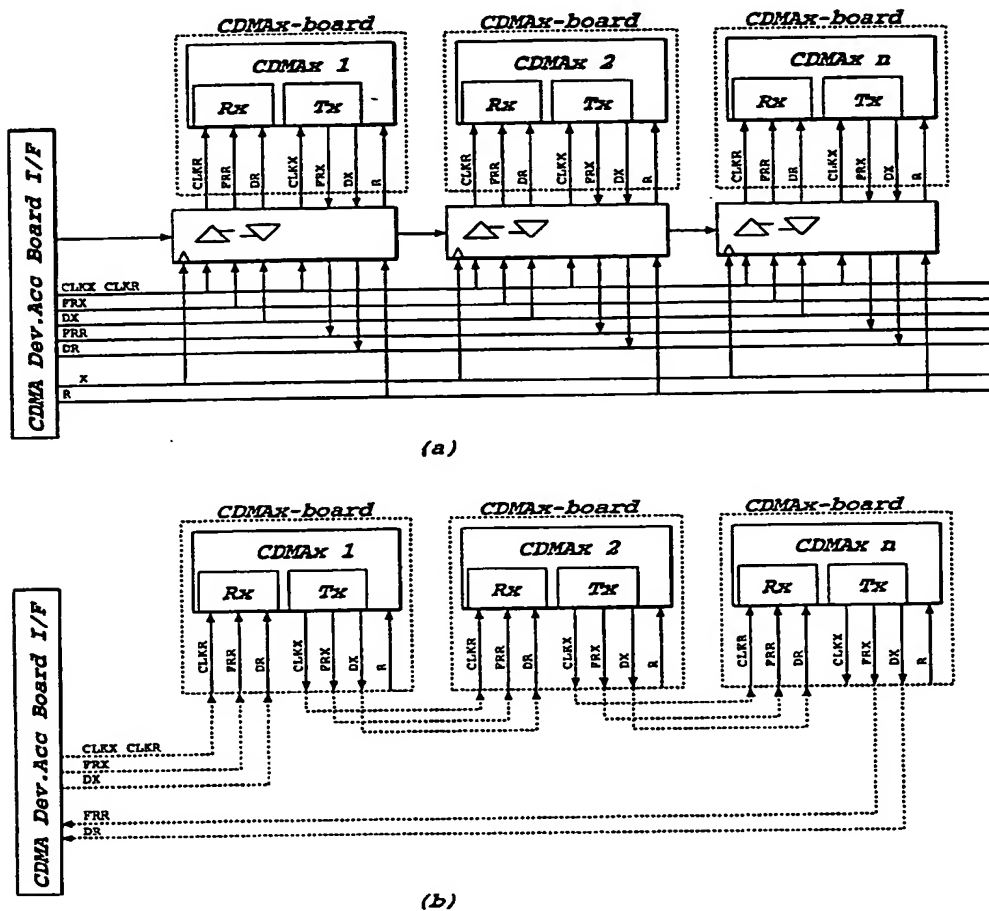 CDMAx-board CDMAx-board CDMAx-board
CDMAx 1 CDMAx 2 CDMAx n
Rx Tx Rx Tx Rx Tx
CLKR FRR DR CLKX FRX DX R CLKR FRR DR CLKX FRX DX R CLKR FRR DR CLKX FRX DX R
CDMA Dev.Acc Board I/F
CLKX CLKR
FRX
DX
FRR
DR
X
R
(a)
CDMAx-board CDMAx-board CDMAx-board
CDMAx 1 CDMAx 2 CDMAx n
Rx Tx Rx Tx Rx Tx
CLKR FRR DR CLKX FRX DX R CLKR FRR DR CLKX FRX DX R CLKR FRR DR CLKX FRX DX R
CDMA Dev.Acc Board I/F
CLKX CLKR
FRX
DX
FRR
DR
(b)